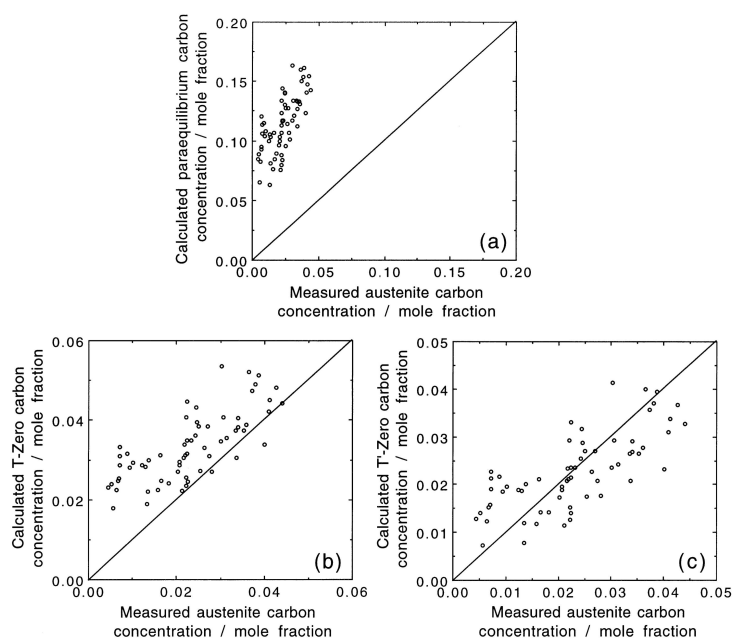 0.20
0.15
0.10
0.05
0.00
Calculated paraequilibrium carbon
concentration / mole fraction
(a)
0.00 0.05 0.10 0.15 0.20
Measured austenite carbon
concentration / mole fraction
0.06
0.04
0.02
0.00
Calculated T-Zero carbon
concentration / mole fraction
(b)
0.00 0.02 0.04 0.06
Measured austenite carbon
concentration / mole fraction
0.05
0.04
0.03
0.02
0.01
0.00
Calculated T'-Zero carbon
concentration / mole fraction
(c)
0.00 0.01 0.02 0.03 0.04 0.05
Measured austenite carbon
concentration / mole fraction